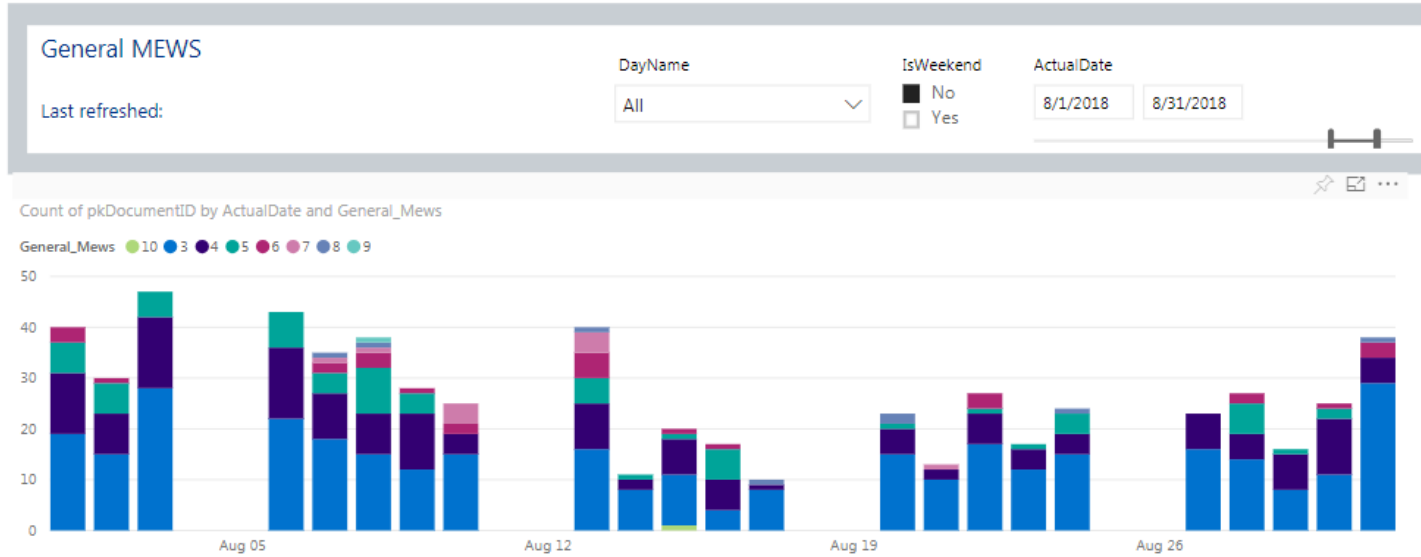 General MEWS
Last refreshed:
DayName
All
IsWeekend
No
Yes
ActualDate
8/1/2018 8/31/2018
Count of pkDocumentID by ActualDate and General_Mews
General_Mews 10 3 4 5 6 7 8 9
50
40
30
20
10
0
Aug 05 Aug 12 Aug 19 Aug 26